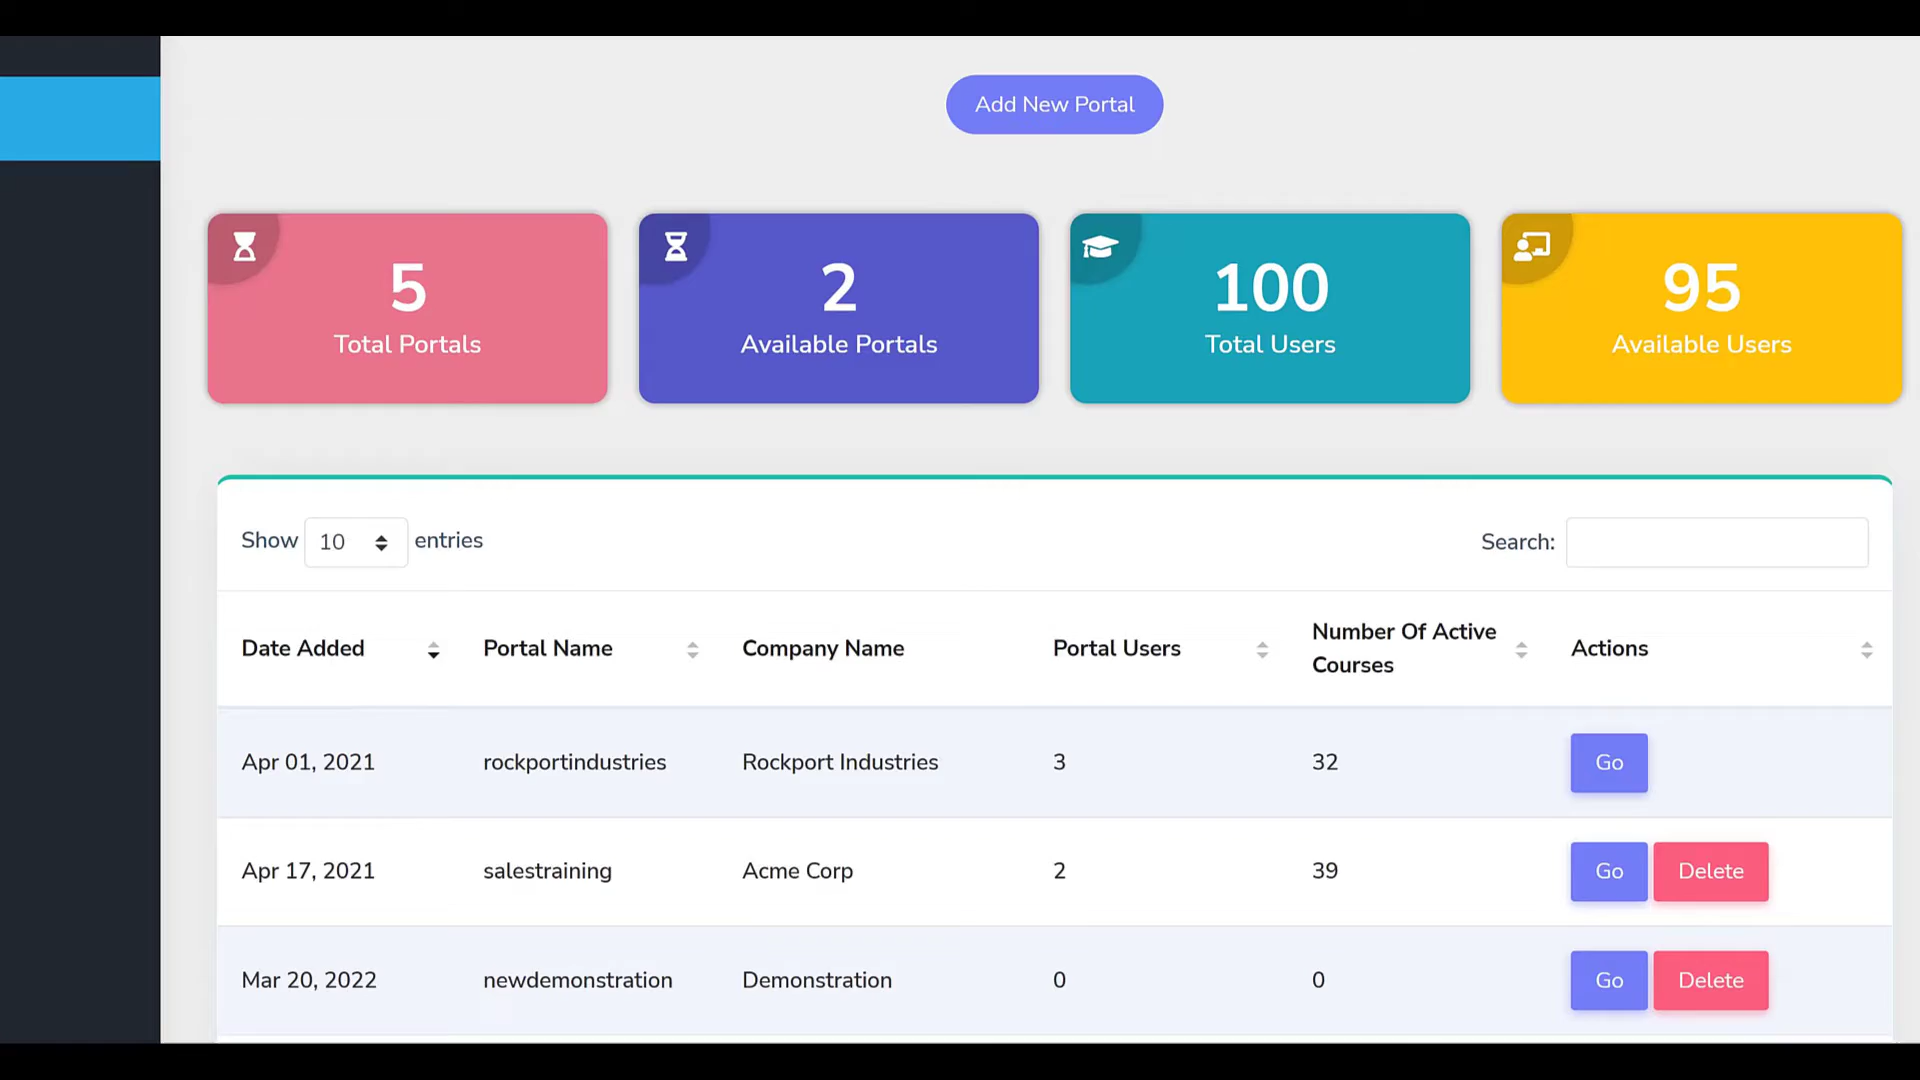 Add New Portal
5
Total Portals
2
Available Portals
100
Total Users
95
Available Users
Show 10 entries
Search:
Date Added Portal Name Company Name Portal Users Number Of Active Courses Actions
Apr 01, 2021 rockportindustries Rockport Industries 3 32 Go
Apr 17, 2021 salestraining Acme Corp 2 39 Go Delete
Mar 20, 2022 newdemonstration Demonstration 0 0 Go Delete